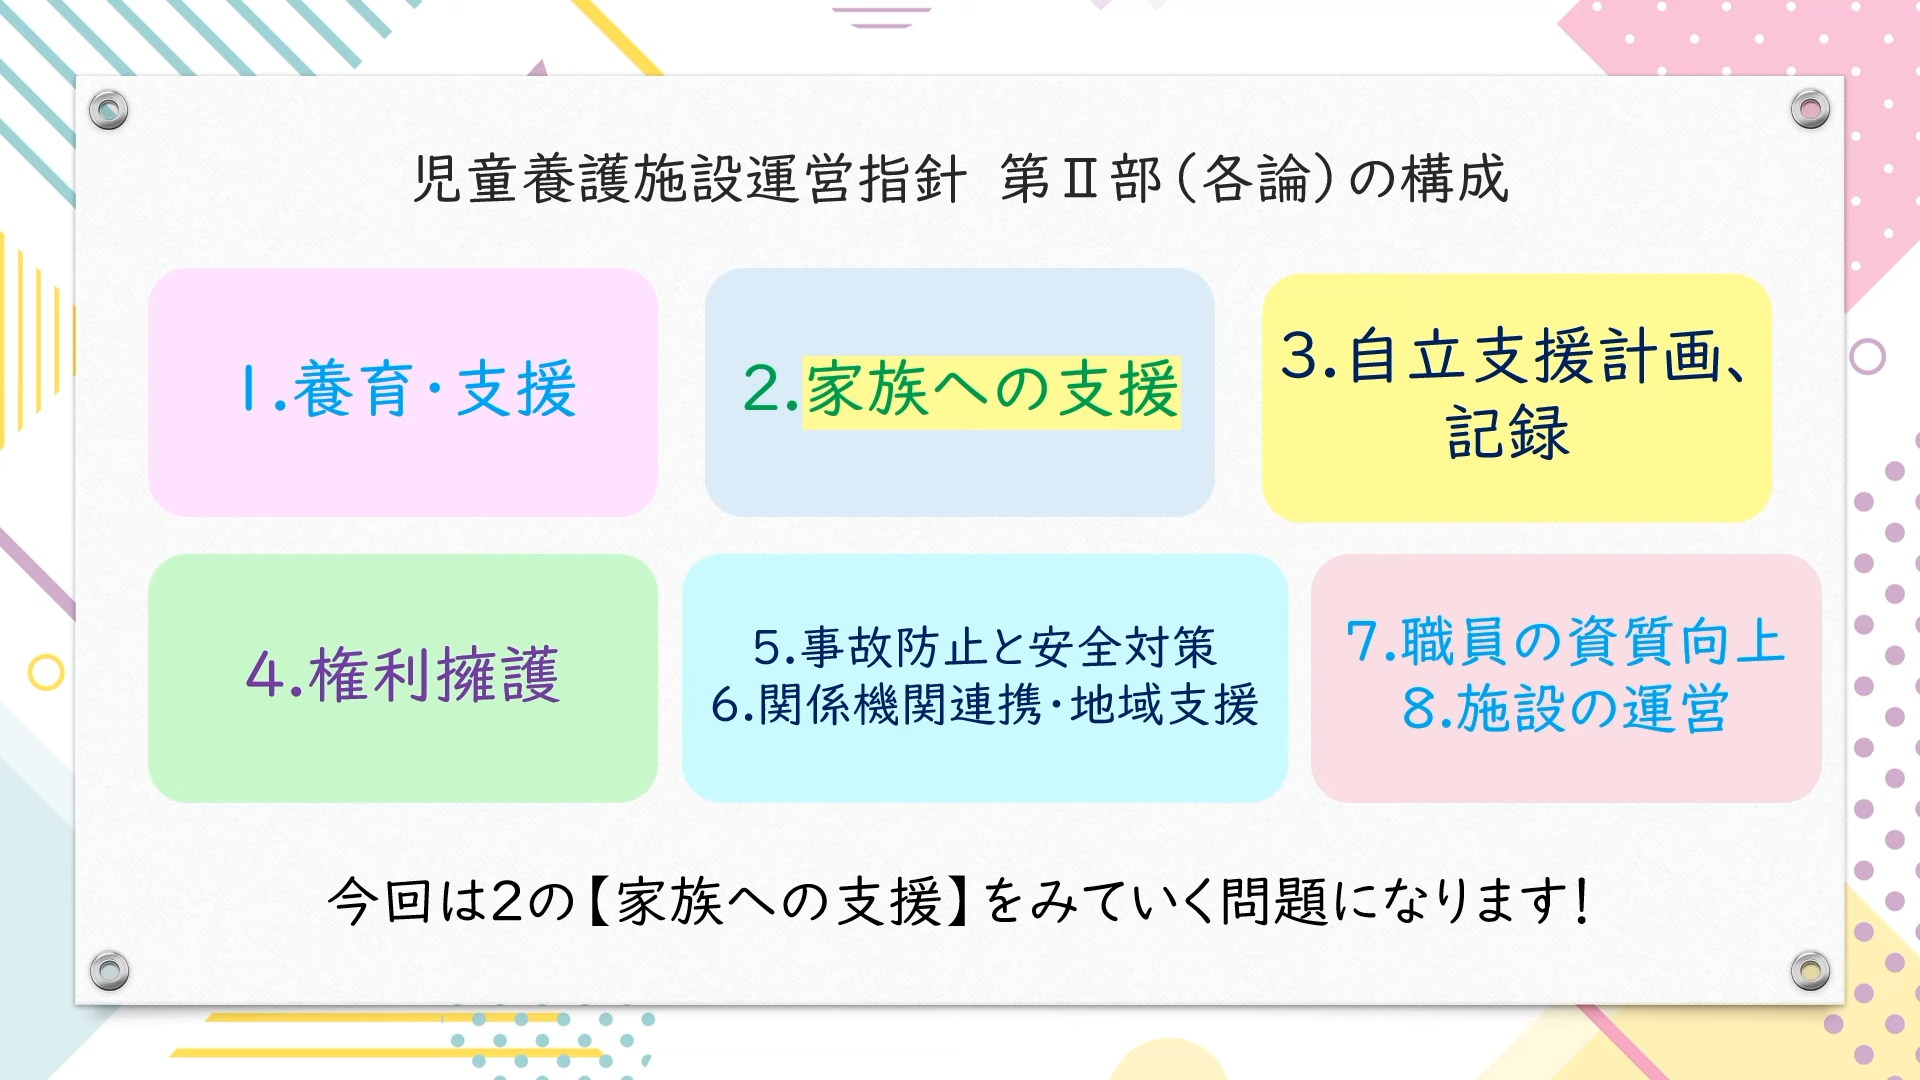 児童養護施設運営指針 第Ⅱ部(各論)の構成
1.養育・支援
2.家族への支援
3.自立支援計画、
記録
4.権利擁護
5.事故防止と安全対策
6.関係機関連携・地域支援
7.職員の資質向上
8.施設の運営
今回は2の【家族への支援】をみていく問題になります!